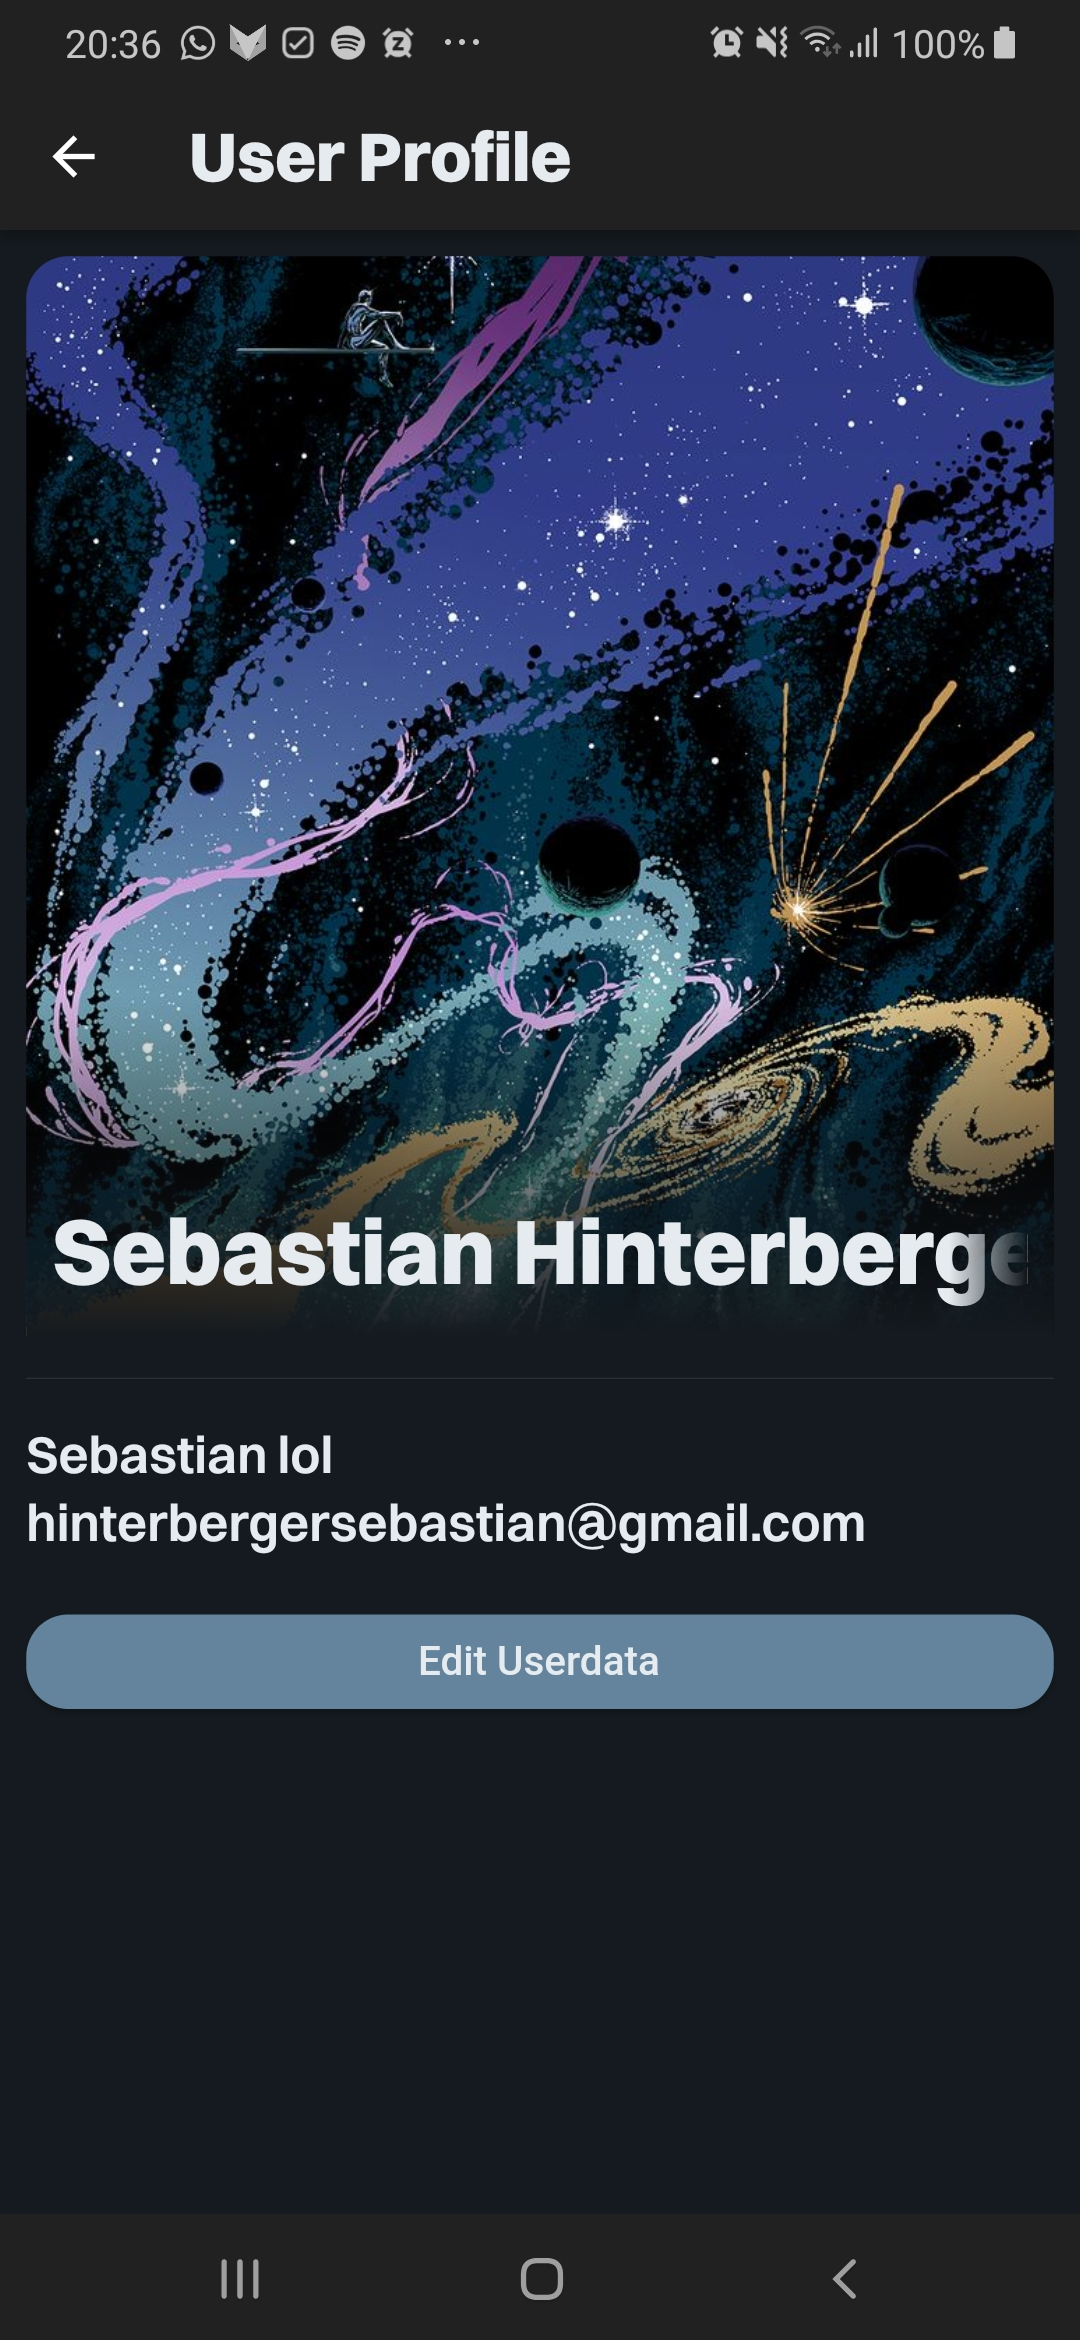 20:36 100%
User Profile
Sebastian Hinterberge
Sebastian lol
hinterbergersebastian@gmail.com
Edit Userdata